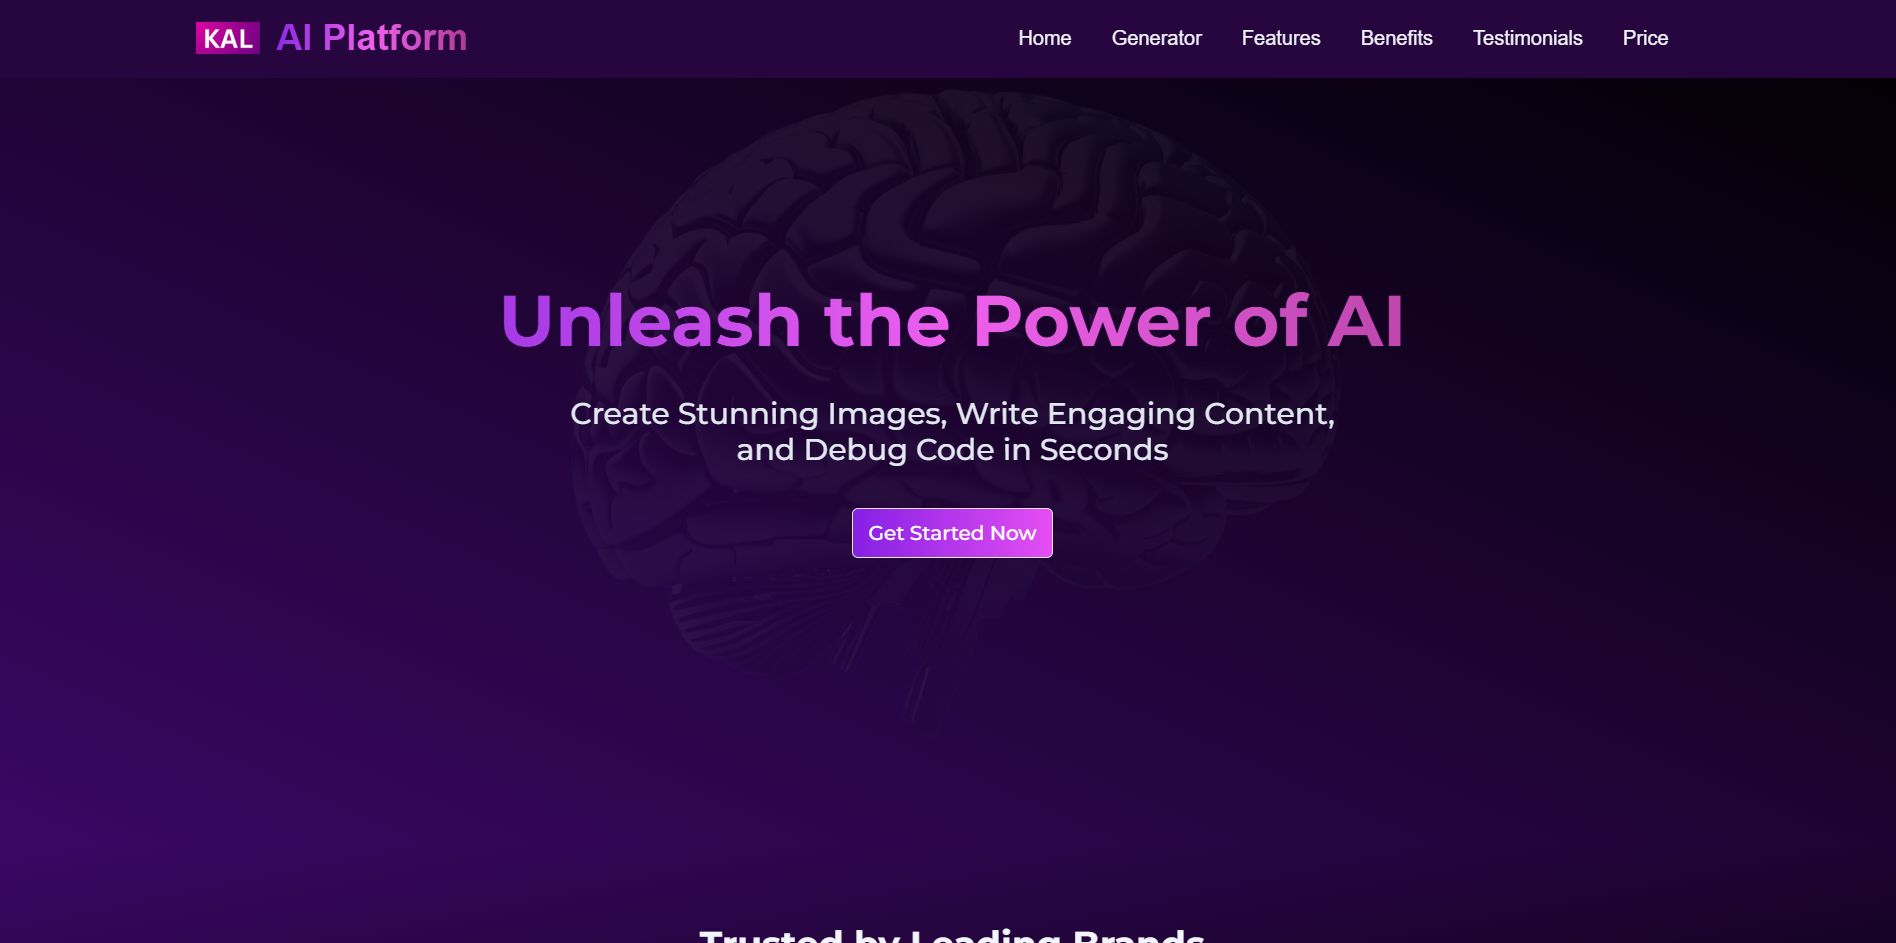 KAL AI Platform
Home Generator Features Benefits Testimonials Price
Unleash the Power of AI
Create Stunning Images, Write Engaging Content,
and Debug Code in Seconds
Get Started Now
Trusted by Leading Brands